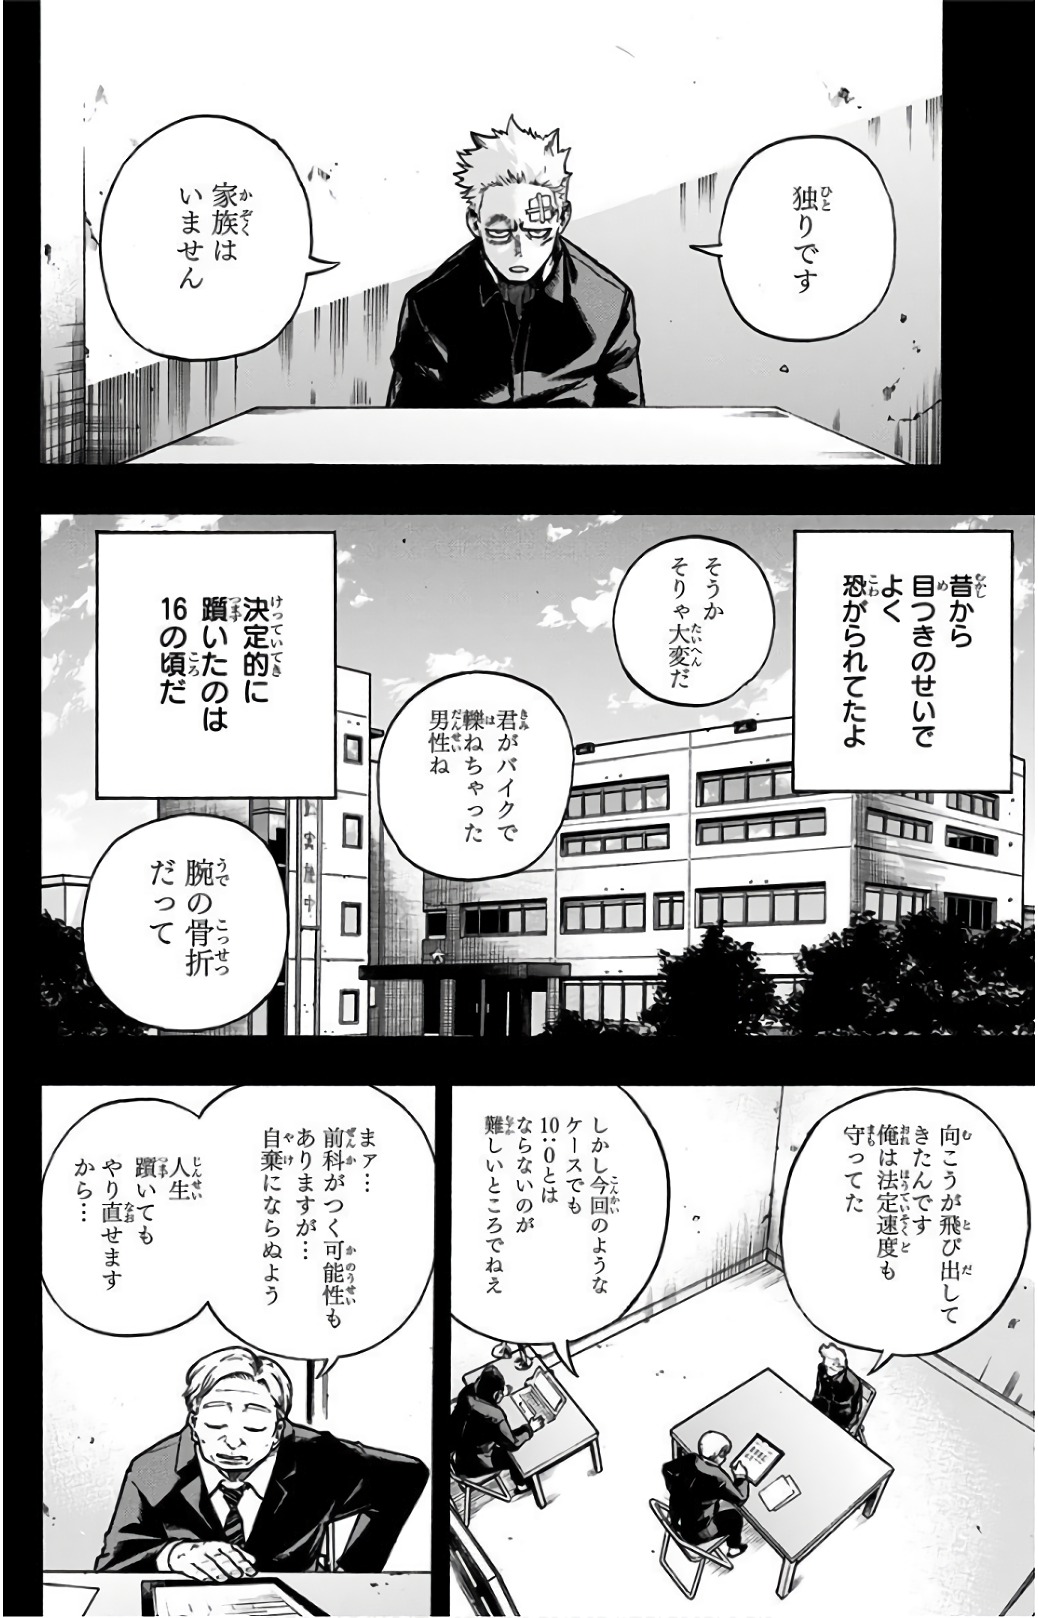 独りです
家族は
いません
昔から
目つきのせいで
よく
恐がられてたよ
そうか
そりゃ大変だ
君がバイクで
轢ねちゃった
男性ね
決定的に
躓いたのは
16の頃だ
腕の骨折
だって
向こうが飛び出して
きたんです
俺は法定速度も
守ってた
しかし今回のような
ケースでも
10:0とは
ならないのが
難しいところでねえ
まァ…
前科がつく可能性も
ありますが…
自棄にならぬよう
人生
躓いても
やり直せます
から…